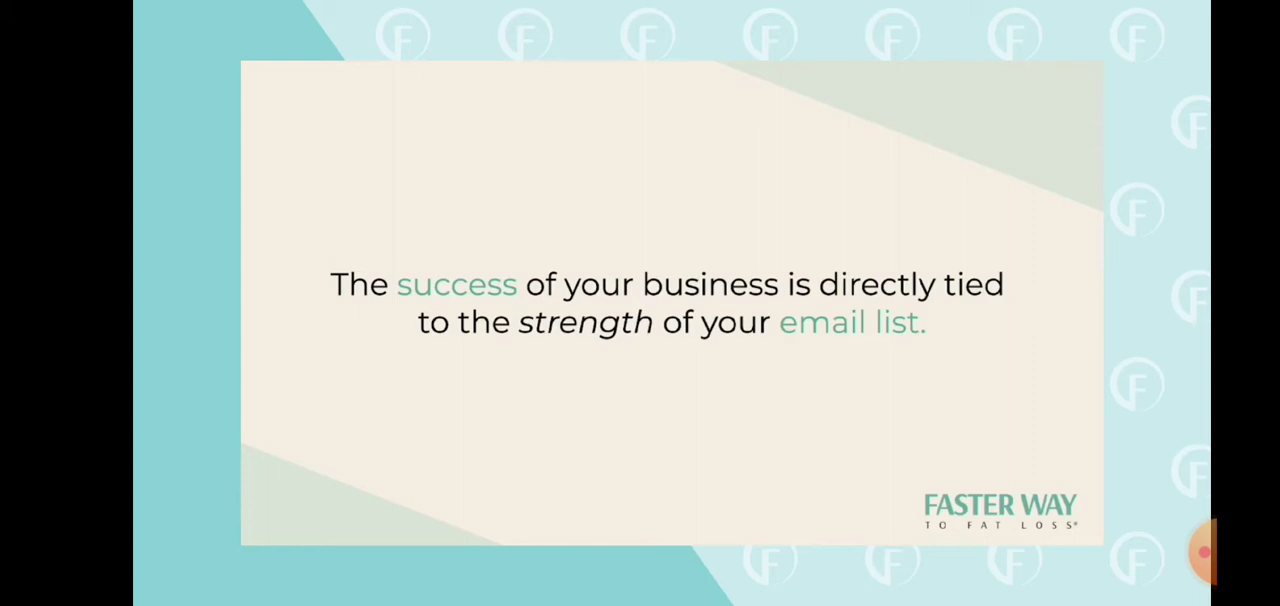 The success of your business is directly tied
to the strength of your email list.
FASTER WAY
TO FAT LOSS®